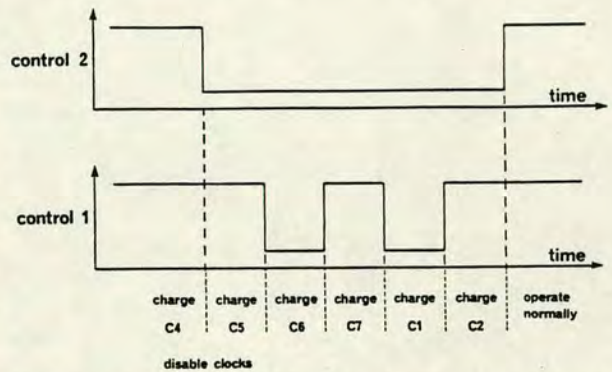 control 2
time
control 1
time
charge charge charge charge charge charge operate
C4 C5 C6 C7 C1 C2 normally
disable clocks